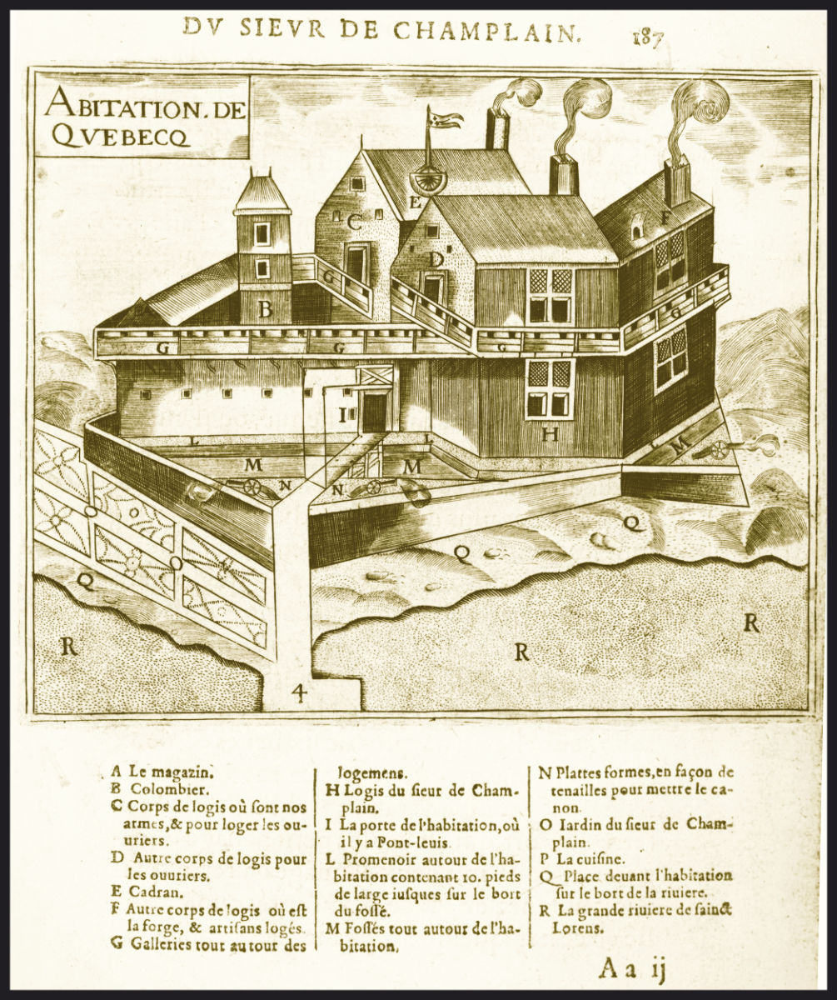 DV SIEVR DE CHAMPLAIN. 187
ABITATION. DE
QVEBECQ
E
C
F
D
G
B
G
G
G
G
I
H
L
L
L
M
M
M
N
N
O
O
Q
Q
Q
R
R
R
4
A Le magazin.
B Colombier.
C Corps de logis où ſont nos
armes, & pour loger les ou-
uriers.
D Autre corps de logis pour
les ouuriers.
E Cadran.
F Autre corps de logis où eſt
la forge, & artiſans logés.
G Galleries tout au tour des
logemens.
H Logis du ſieur de Cham-
plain.
I La porte de l'habitation, où
il y a Pont-leuis.
L Promenoir autour de l'ha-
bitation contenant 10. pieds
de large iuſques ſur le bort
du foſſé.
M Foſſés tout autour de l'ha-
bitation,
N Plattes formes, en façon de
tenailles pour mettre le ca-
non.
O Iardin du ſieur de Cham-
plain.
P La cuiſine.
Q Place deuant l'habitation
ſur le bort de la riuiere.
R La grande riuiere de ſainct
Lorens.
A a ij